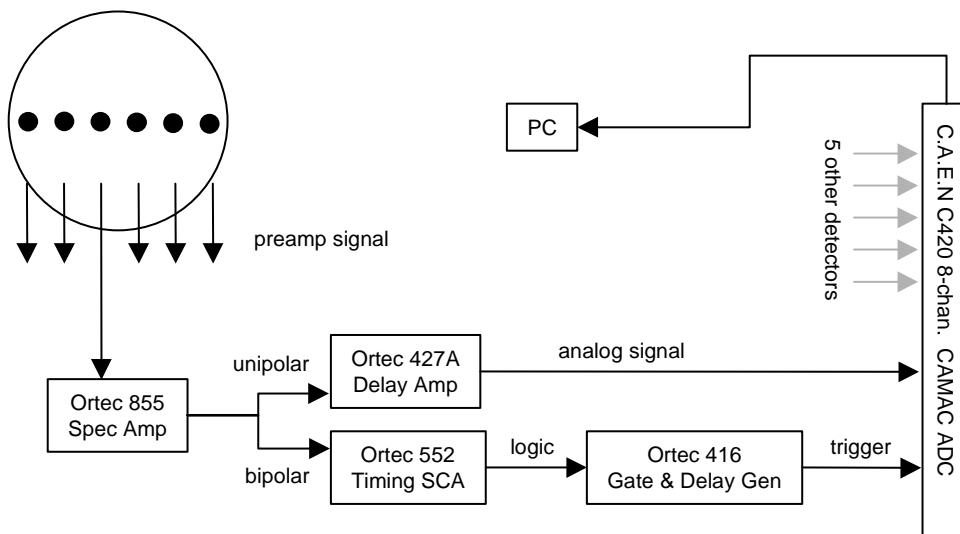 PC
5 other detectors
C.A.E.N C420 8-chan. CAMAC ADC
preamp signal
unipolar
Ortec 427A
Delay Amp
analog signal
Ortec 855
Spec Amp
bipolar
Ortec 552
Timing SCA
logic
Ortec 416
Gate & Delay Gen
trigger